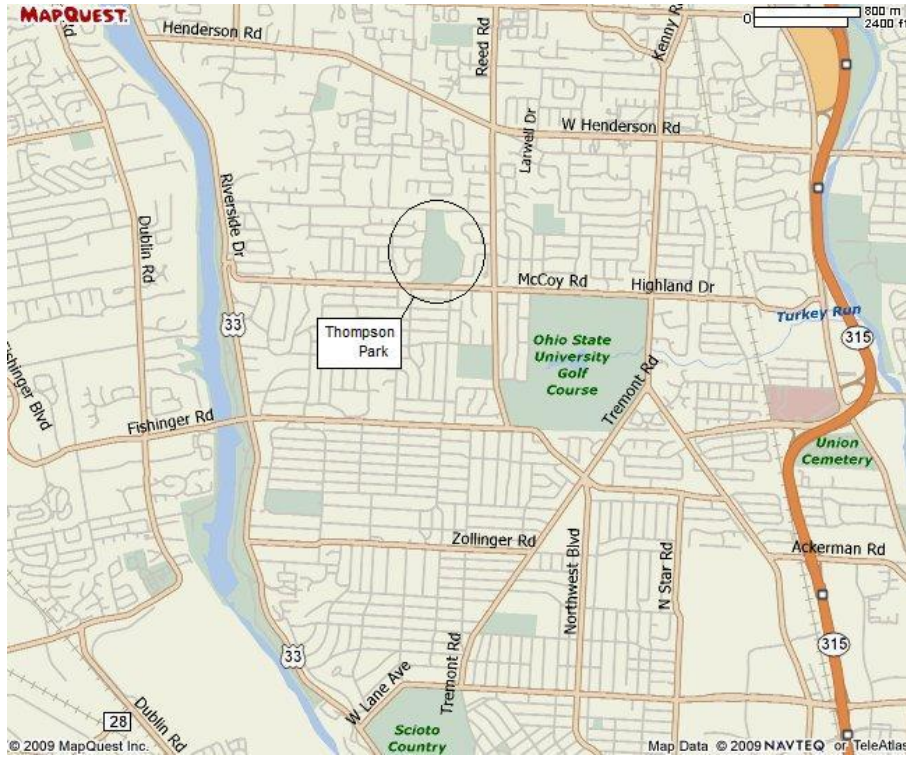 MAPQUEST.
Rd
Henderson Rd
Reed Rd
Kenny R
0
800 m
2400 ft
W Henderson Rd
Larwell Dr
Riverside Dr
Dublin Rd
McCoy Rd
Highland Dr
Turkey Run
33
Thompson
Park
315
Ohio State
University
Golf
Course
Tremont Rd
Fishinger Blvd
Fishinger Rd
Union
Cemetery
Zollinger Rd
Northwest Blvd
N Star Rd
Ackerman Rd
315
33
W Lane Ave
Tremont Rd
28
Dublin Rd
Scioto
Country
© 2009 MapQuest Inc.
Map Data © 2009 NAVTEQ or TeleAtlas